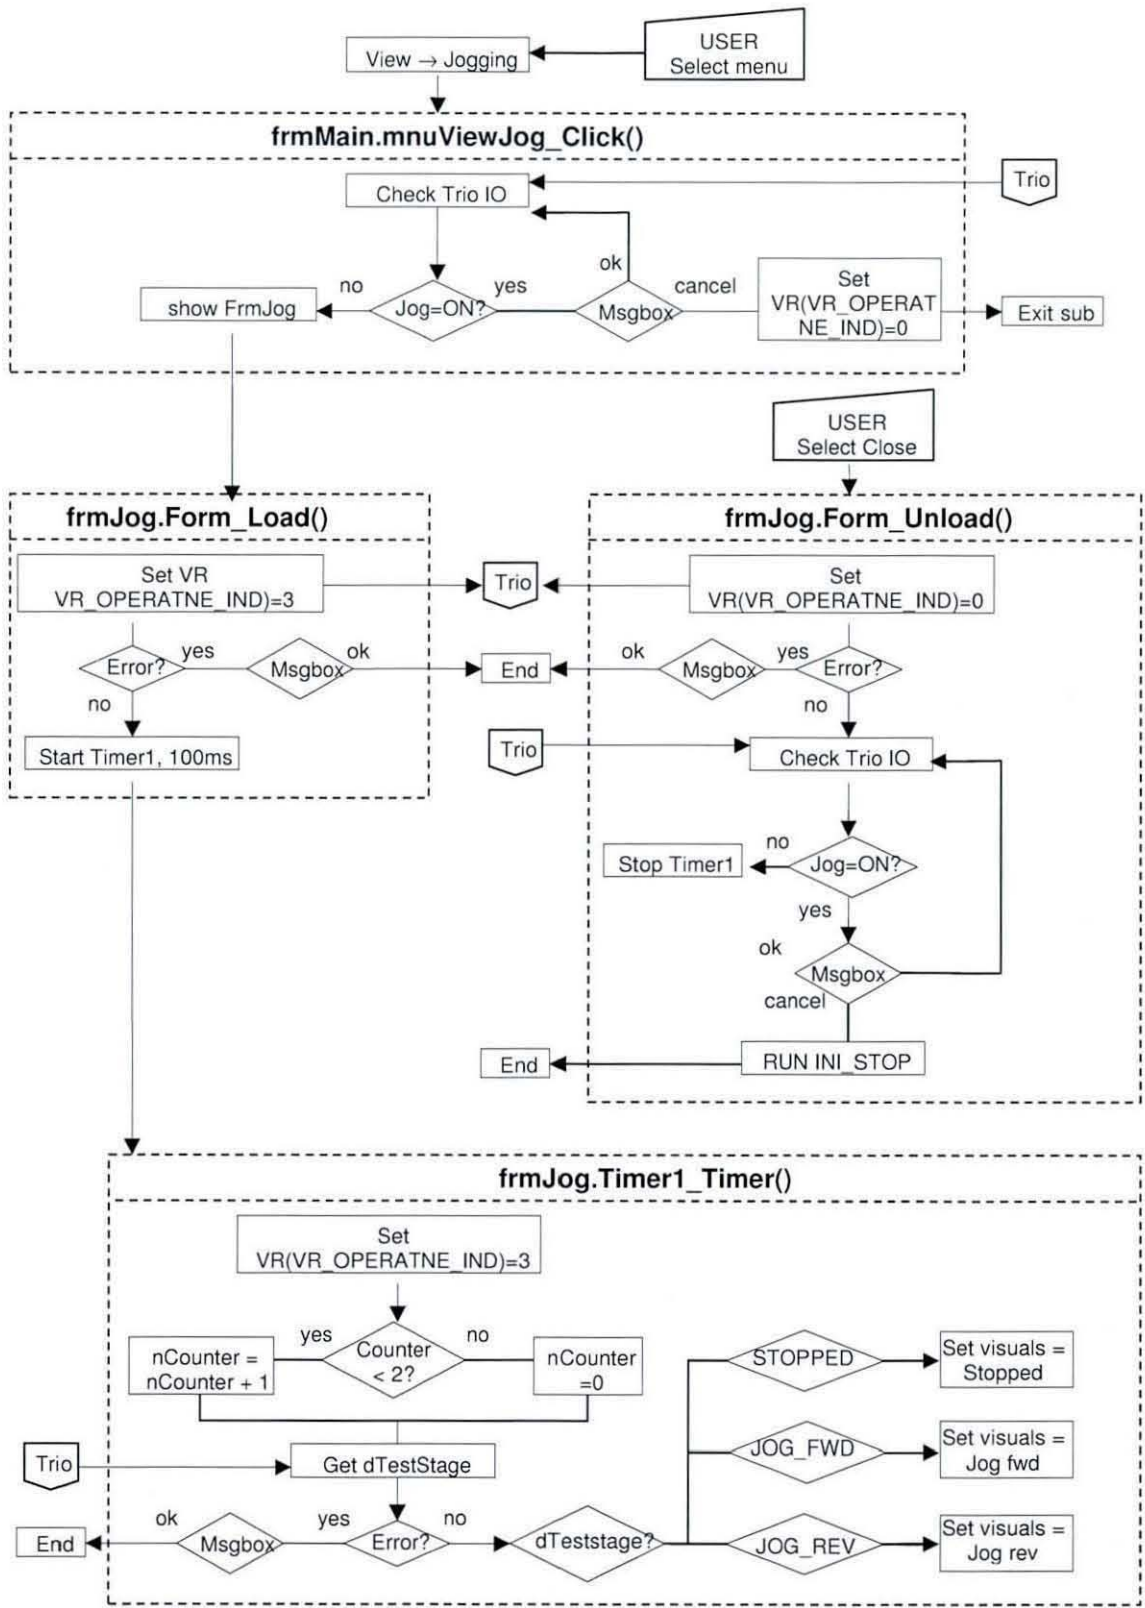 USER
Select menu
View → Jogging
frmMain.mnuViewJog_Click()
Trio
Check Trio IO
ok
no
yes
cancel
show FrmJog
Jog=ON?
Msgbox
Set
VR(VR_OPERAT
NE_IND)=0
Exit sub
USER
Select Close
frmJog.Form_Load()
Set VR
VR_OPERATNE_IND)=3
Error?
yes
Msgbox
ok
no
Start Timer1, 100ms
Trio
End
Trio
frmJog.Form_Unload()
Set
VR(VR_OPERATNE_IND)=0
ok
Msgbox
yes
Error?
no
Check Trio IO
no
Stop Timer1
Jog=ON?
yes
ok
Msgbox
cancel
RUN INI_STOP
End
frmJog.Timer1_Timer()
Set
VR(VR_OPERATNE_IND)=3
yes
no
nCounter =
nCounter + 1
Counter
< 2?
nCounter
=0
STOPPED
Set visuals =
Stopped
JOG_FWD
Set visuals =
Jog fwd
Trio
Get dTestStage
ok
yes
no
End
Msgbox
Error?
dTeststage?
JOG_REV
Set visuals =
Jog rev